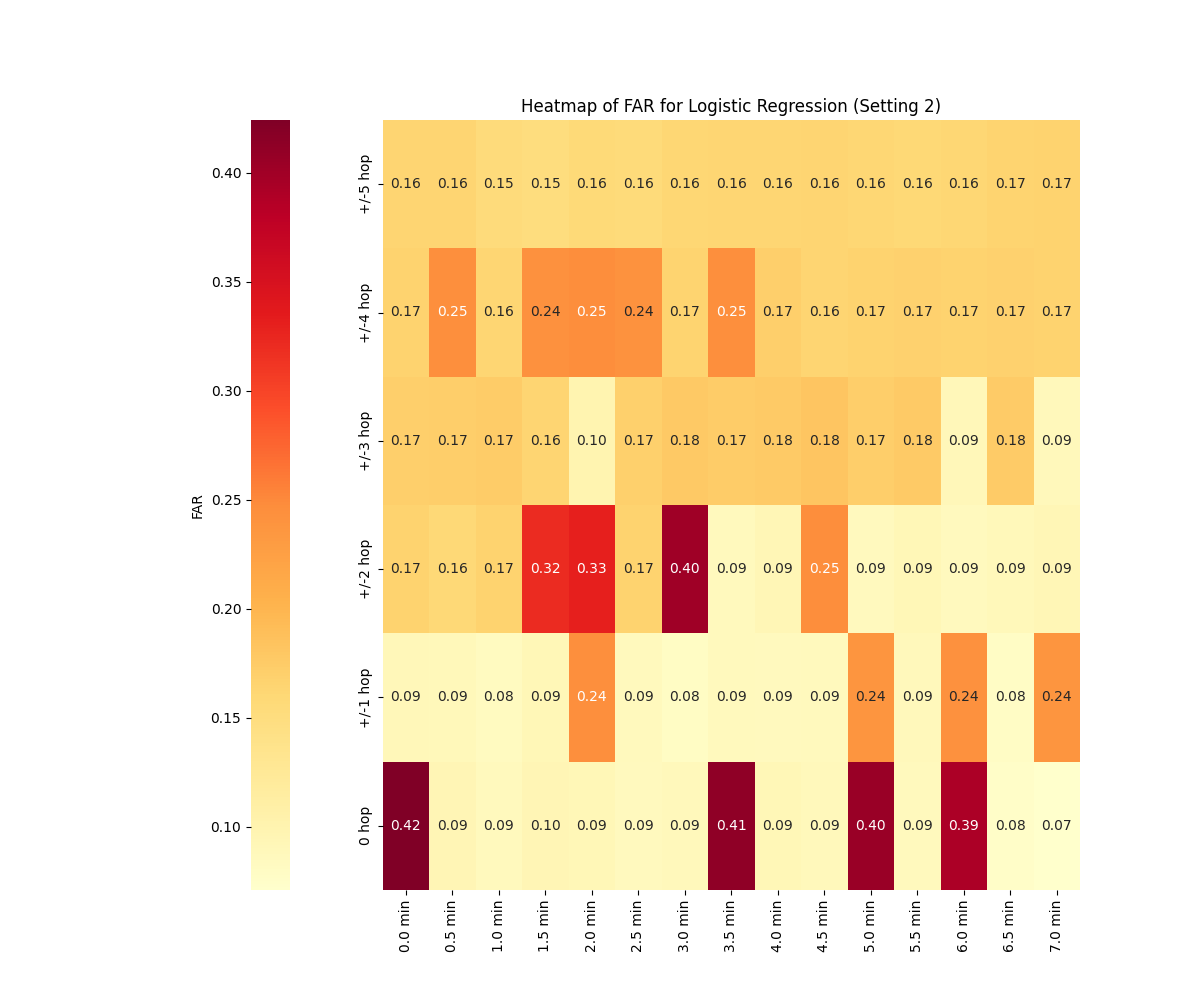 Heatmap of FAR for Logistic Regression (Setting 2)
FAR
0.40
0.35
0.30
0.25
0.20
0.15
0.10
+/-5 hop
0.16 0.16 0.15 0.15 0.16 0.16 0.16 0.16 0.16 0.16 0.16 0.16 0.16 0.17 0.17
+/-4 hop
0.17 0.25 0.16 0.24 0.25 0.24 0.17 0.25 0.17 0.16 0.17 0.17 0.17 0.17 0.17
+/-3 hop
0.17 0.17 0.17 0.16 0.10 0.17 0.18 0.17 0.18 0.18 0.17 0.18 0.09 0.18 0.09
+/-2 hop
0.17 0.16 0.17 0.32 0.33 0.17 0.40 0.09 0.09 0.25 0.09 0.09 0.09 0.09 0.09
+/-1 hop
0.09 0.09 0.08 0.09 0.24 0.09 0.08 0.09 0.09 0.09 0.24 0.09 0.24 0.08 0.24
0 hop
0.42 0.09 0.09 0.10 0.09 0.09 0.09 0.41 0.09 0.09 0.40 0.09 0.39 0.08 0.07
0.0 min 0.5 min 1.0 min 1.5 min 2.0 min 2.5 min 3.0 min 3.5 min 4.0 min 4.5 min 5.0 min 5.5 min 6.0 min 6.5 min 7.0 min